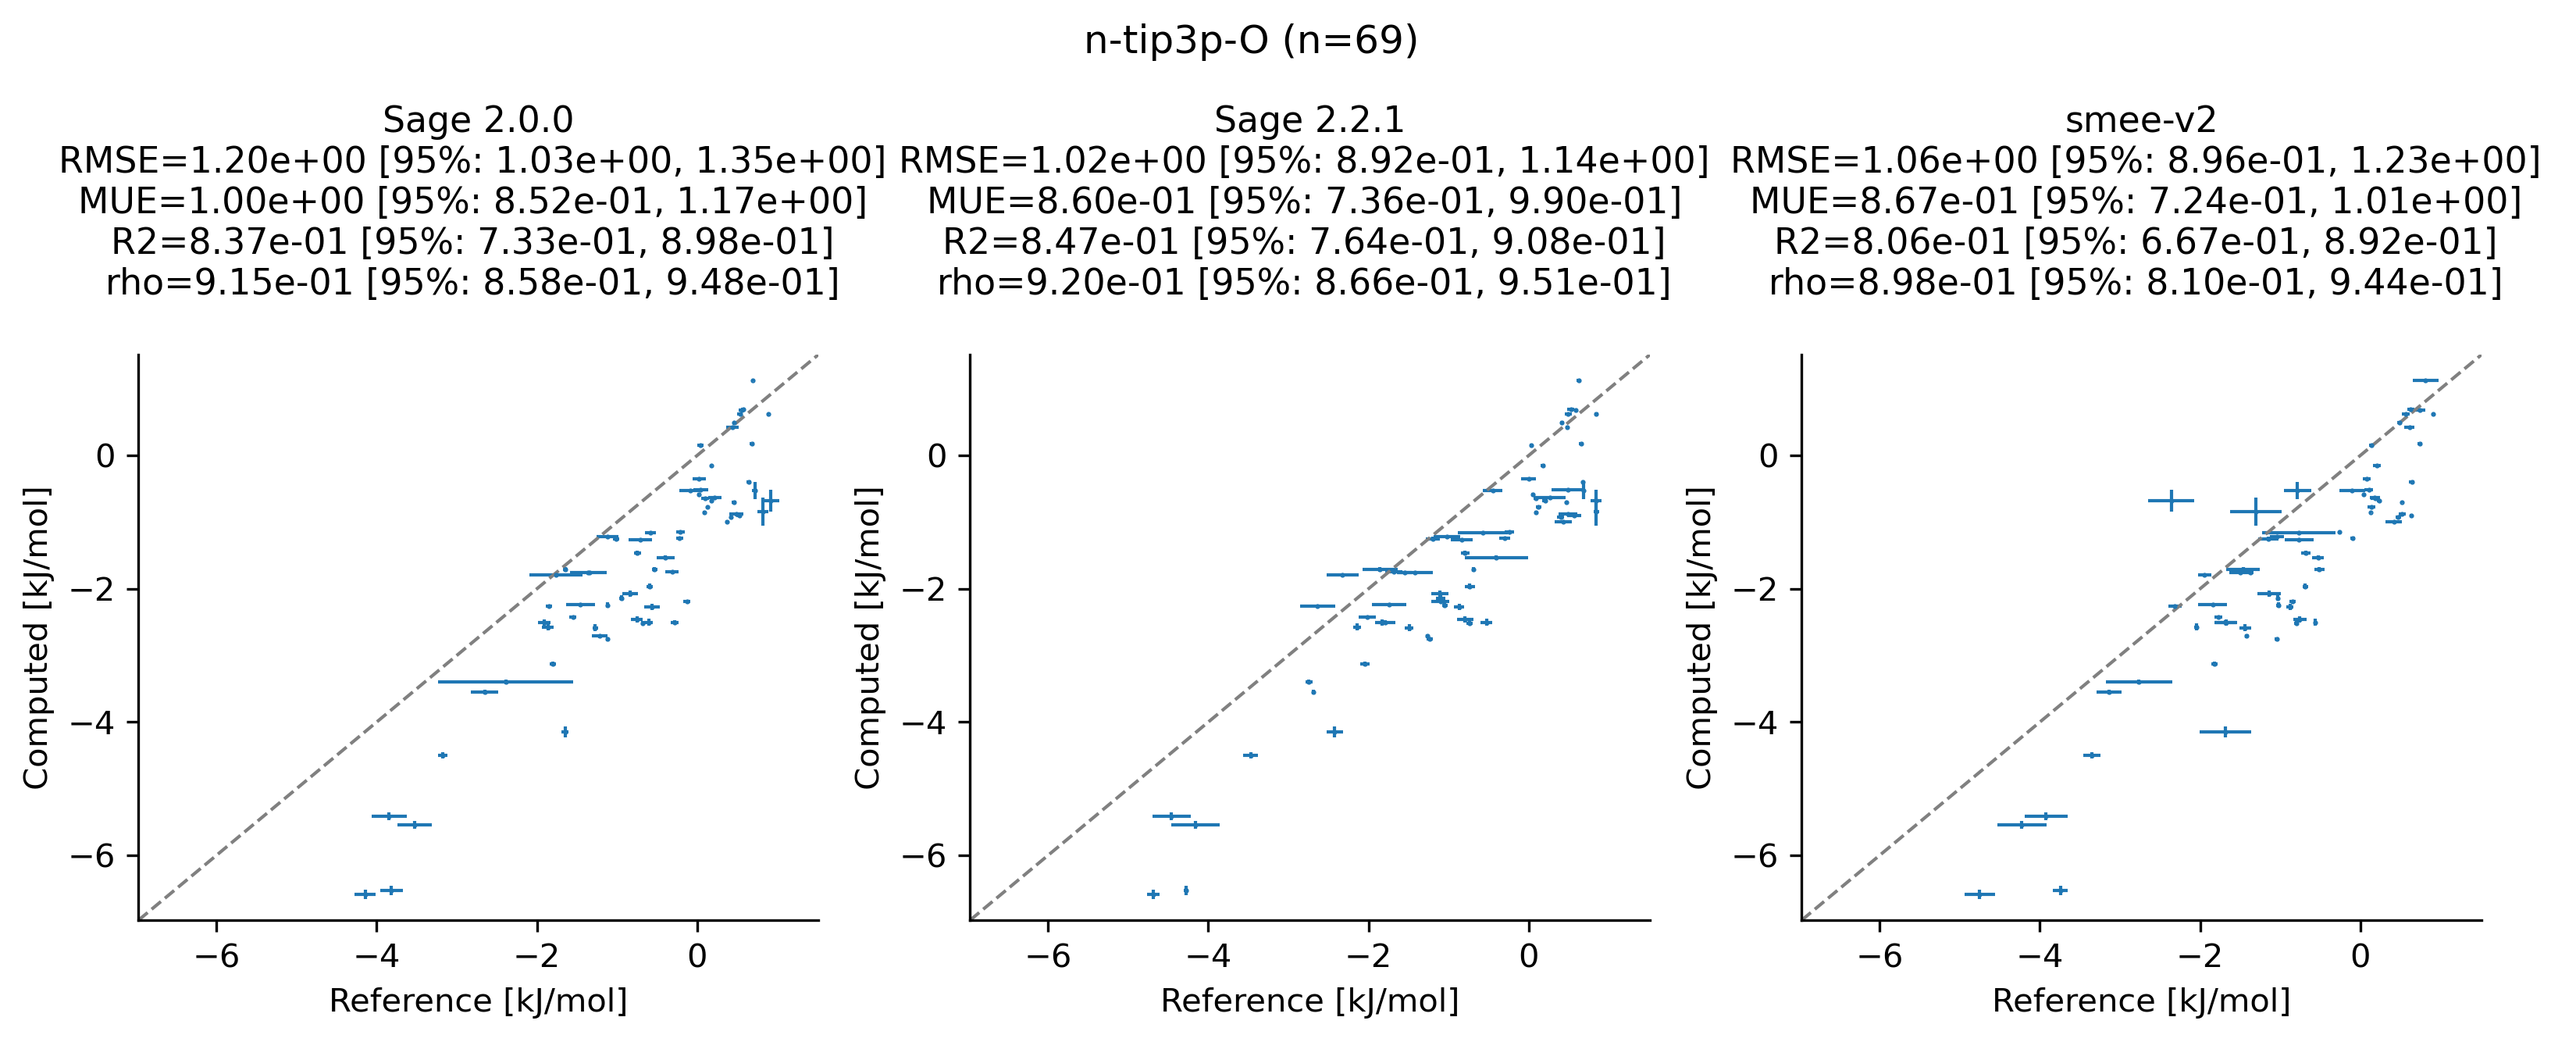 n-tip3p-O (n=69)
Sage 2.0.0
RMSE=1.20e+00 [95%: 1.03e+00, 1.35e+00]
MUE=1.00e+00 [95%: 8.52e-01, 1.17e+00]
R2=8.37e-01 [95%: 7.33e-01, 8.98e-01]
rho=9.15e-01 [95%: 8.58e-01, 9.48e-01]
0
−2
−4
−6
Computed [kJ/mol]
−6 −4 −2 0
Reference [kJ/mol]
Sage 2.2.1
RMSE=1.02e+00 [95%: 8.92e-01, 1.14e+00]
MUE=8.60e-01 [95%: 7.36e-01, 9.90e-01]
R2=8.47e-01 [95%: 7.64e-01, 9.08e-01]
rho=9.20e-01 [95%: 8.66e-01, 9.51e-01]
0
−2
−4
−6
Computed [kJ/mol]
−6 −4 −2 0
Reference [kJ/mol]
smee-v2
RMSE=1.06e+00 [95%: 8.96e-01, 1.23e+00]
MUE=8.67e-01 [95%: 7.24e-01, 1.01e+00]
R2=8.06e-01 [95%: 6.67e-01, 8.92e-01]
rho=8.98e-01 [95%: 8.10e-01, 9.44e-01]
0
−2
−4
−6
Computed [kJ/mol]
−6 −4 −2 0
Reference [kJ/mol]